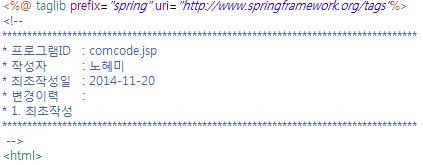 <%@ taglib prefix="spring" uri="http://www.springframework.org/tags"%>
<!--
***********************************************************************************
* 프로그램ID : comcode.jsp
* 작성자 : 노혜미
* 최초작성일 : 2014-11-20
* 변경이력 :
* 1. 최초작성
***********************************************************************************
-->
<html>